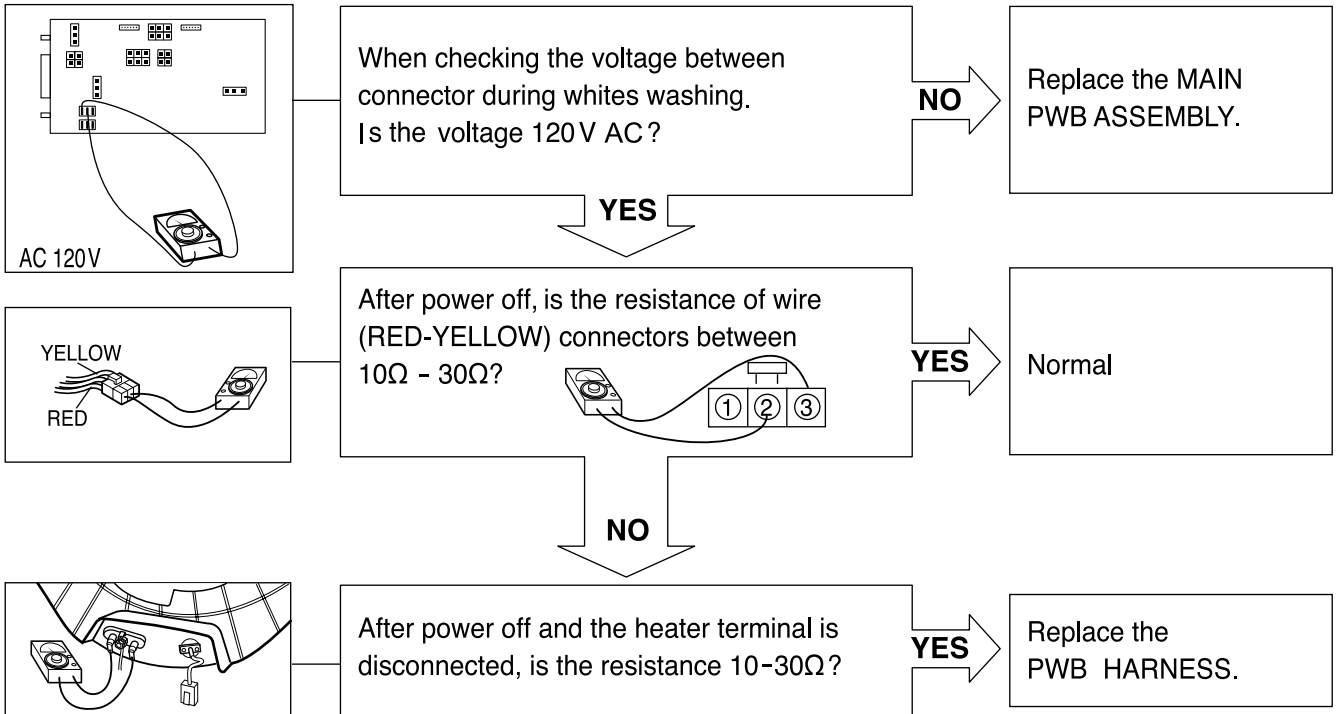 When checking the voltage between
connector during whites washing.
Is the voltage 120V AC?
NO
Replace the MAIN
PWB ASSEMBLY.
AC 120V
YES
After power off, is the resistance of wire
(RED-YELLOW) connectors between
10Ω - 30Ω?
YELLOW
RED
① ② ③
YES
Normal
NO
After power off and the heater terminal is
disconnected, is the resistance 10-30Ω?
YES
Replace the
PWB HARNESS.